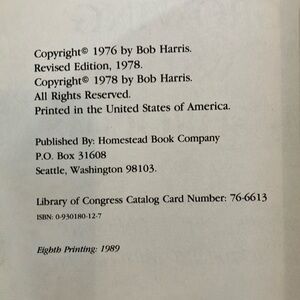 Copyright© 1976 by Bob Harris.
Revised Edition, 1978.
Copyright© 1978 by Bob Harris.
All Rights Reserved.
Printed in the United States of America.
Published By: Homestead Book Company
P.O. Box 31608
Seattle, Washington 98103.
Library of Congress Catalog Card Number: 76-6613
ISBN: 0-930180-12-7
Eighth Printing: 1989